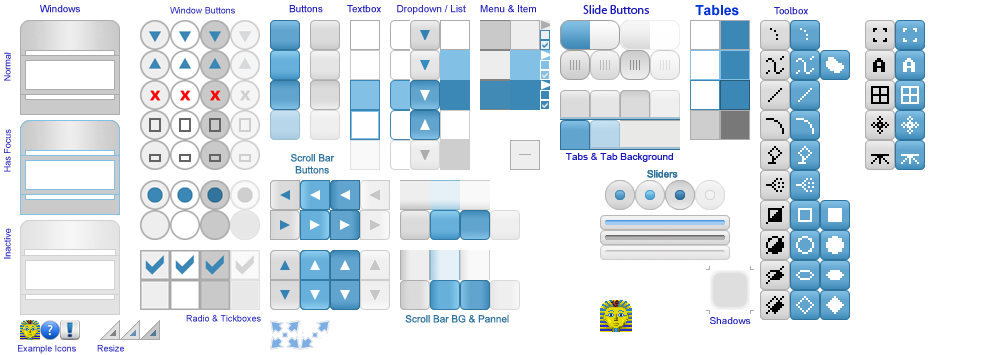 Windows
Window Buttons
Buttons
Textbox
Dropdown / List
Menu & Item
Slide Buttons
Tables
Toolbox
Normal
Has Focus
Inactive
Scroll Bar
Buttons
Tabs & Tab Background
Sliders
Radio & Tickboxes
Scroll Bar BG & Pannel
Shadows
Example Icons
Resize